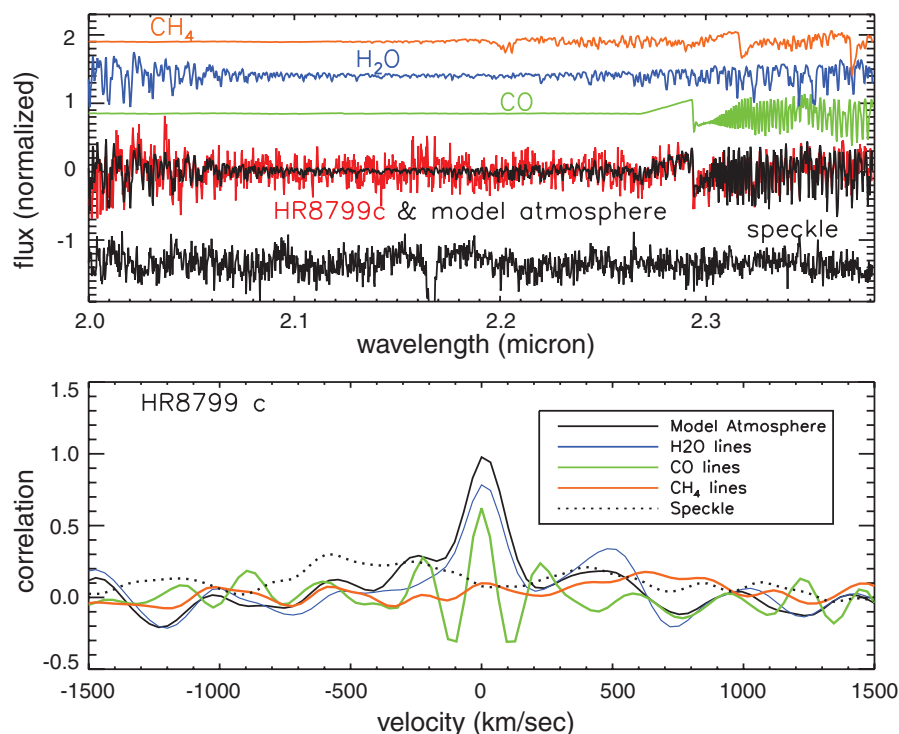 CH4
H2O
CO
HR8799c & model atmosphere
speckle
2
1
0
-1
flux (normalized)
2.0 2.1 2.2 2.3
wavelength (micron)
HR8799 c
Model Atmosphere
H2O lines
CO lines
CH4 lines
Speckle
1.5
1.0
0.5
0.0
-0.5
correlation
-1500 -1000 -500 0 500 1000 1500
velocity (km/sec)